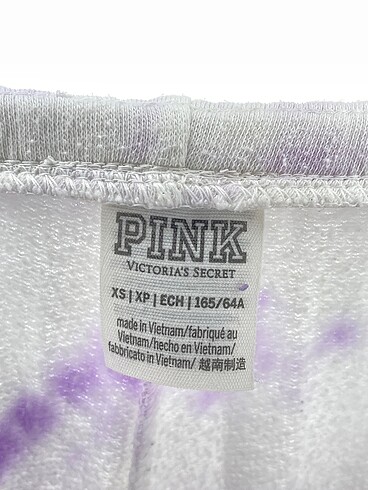 PINK
VICTORIA'S SECRET
XS | XP | ECH | 165/64A
made in Vietnam/fabriqué au
Vietnam/hecho en Vietnam/
fabbricato in Vietnam/越南制造